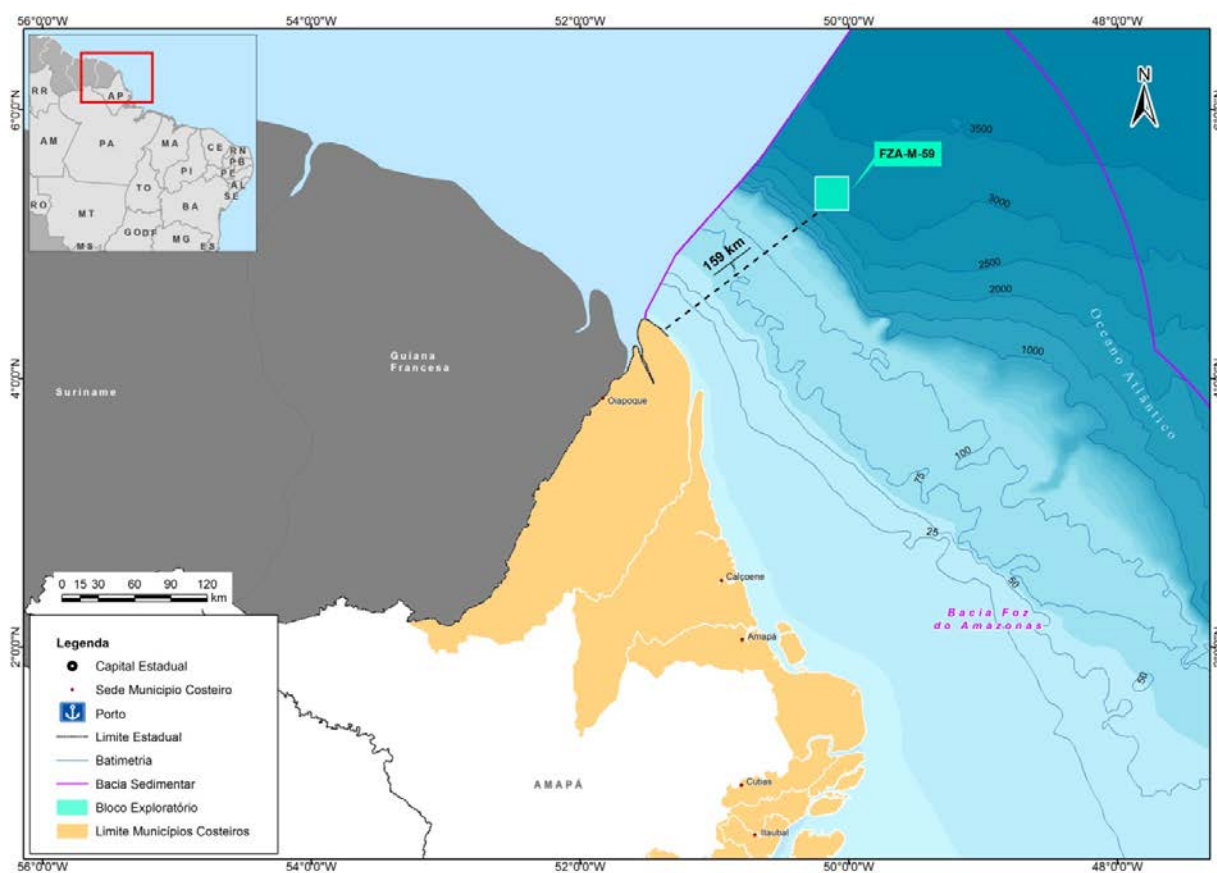 56°0'0"W
54°0'0"W
52°0'0"W
50°0'0"W
48°0'0"W
RR
AP
AM
PA
MA
CE
RN
PB
PE
AL
SE
PI
TO
BA
RO
MT
GO
DF
MG
MS
ES
6°0'0"N
N
3500
FZA-M-59
3000
159 km
2500
2000
1000
Oceano Atlântico
Guiana
Francesa
Suriname
4°0'0"N
Oiapoque
100
75
25
50
Calçoene
Bacia Foz
do Amazonas
Amapá
2°0'0"N
50
0 15 30 60 90 120
km
Legenda
Capital Estadual
Sede Municipio Costeiro
Porto
Limite Estadual
Batimetria
Bacia Sedimentar
Bloco Exploratório
Limite Municípios Costeiros
AMAPÁ
Cutias
Itaubal
56°0'0"W
54°0'0"W
52°0'0"W
50°0'0"W
48°0'0"W